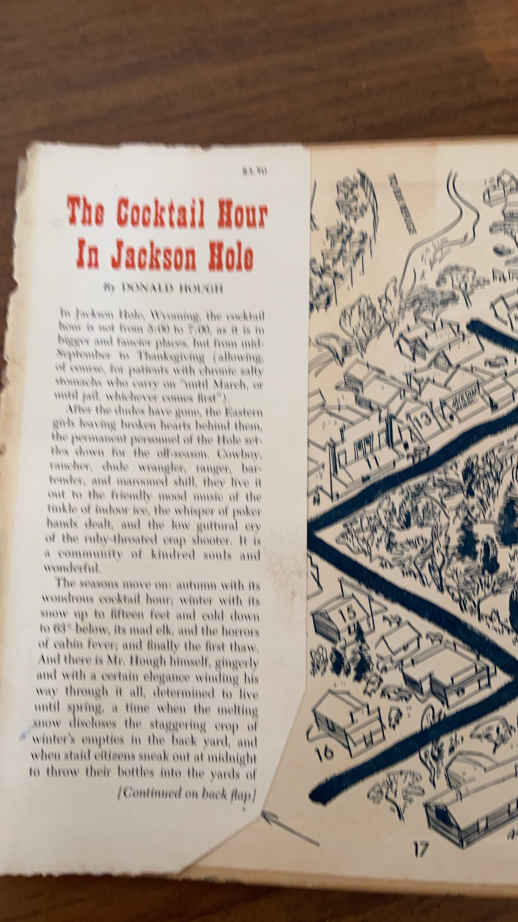 $3.50
The Cocktail Hour
In Jackson Hole
By DONALD HOUGH
In Jackson Hole, Wyoming, the cocktail
hour is not from 5:00 to 7:00, as it is in
bigger and fancier places, but from mid-
September to Thanksgiving (allowing,
of course, for patients with chronic salty
stomachs who carry on "until March, or
until jail, whichever comes first").
After the dudes have gone, the Eastern
girls leaving broken hearts behind them,
the permanent personnel of the Hole set-
tles down for the off-season. Cowboy,
rancher, dude wrangler, ranger, bar-
tender, and marooned shill, they live it
out to the friendly mood music of the
tinkle of indoor ice, the whisper of poker
hands dealt, and the low guttural cry
of the ruby-throated crap shooter. It is
a community of kindred souls and
wonderful.
The seasons move on: autumn with its
wondrous cocktail hour; winter with its
snow up to fifteen feet and cold down
to 63° below, its mad elk, and the horrors
of cabin fever; and finally the first thaw.
And there is Mr. Hough himself, gingerly
and with a certain elegance winding his
way through it all, determined to live
until spring, a time when the melting
snow discloses the staggering crop of
winter's empties in the back yard, and
when staid citizens sneak out at midnight
to throw their bottles into the yards of
[Continued on back flap]
13
15
16
17